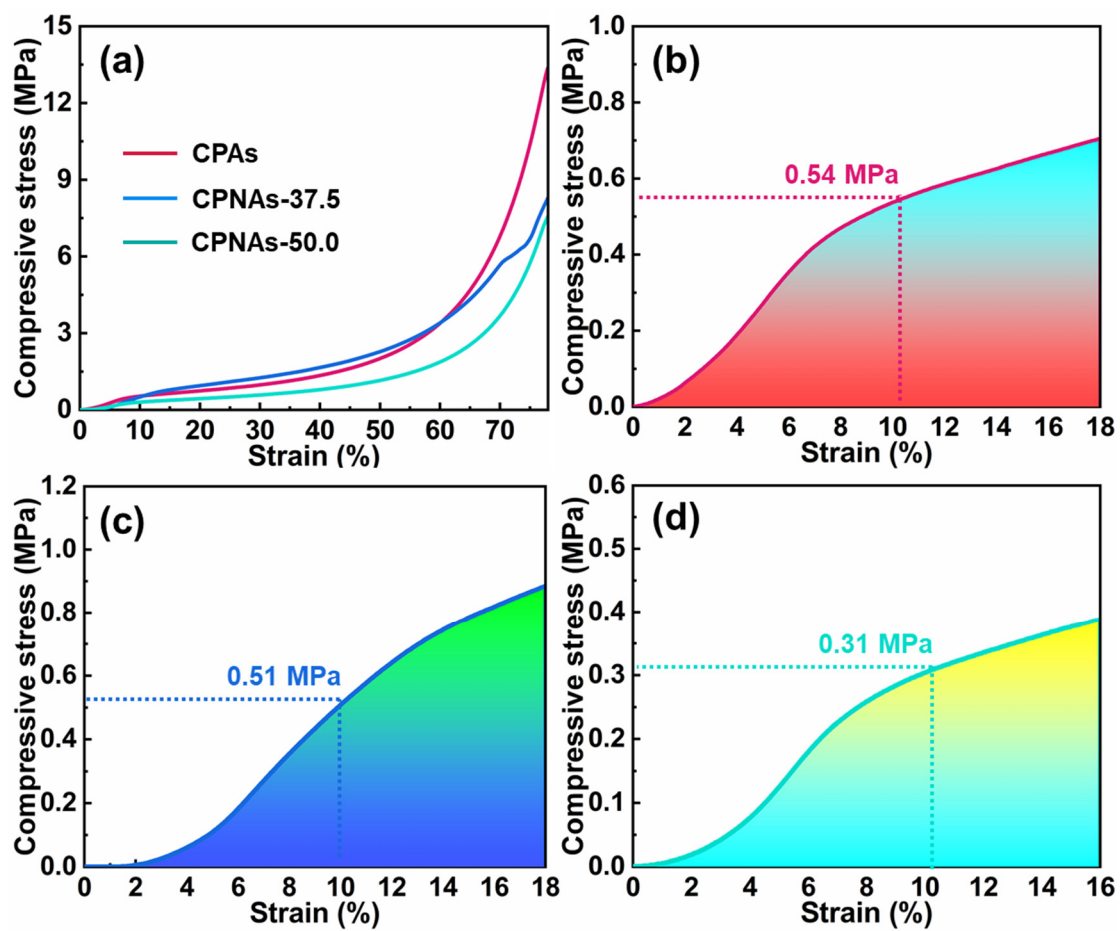 (a)
Compressive stress (MPa)
15
12
9
6
3
0
CPAs
CPNAs-37.5
CPNAs-50.0
0 10 20 30 40 50 60 70
Strain (%)
(b)
Compressive stress (MPa)
1.0
0.8
0.6
0.4
0.2
0.0
0.54 MPa
0 2 4 6 8 10 12 14 16 18
Strain (%)
(c)
Compressive stress (MPa)
1.2
1.0
0.8
0.6
0.4
0.2
0.0
0.51 MPa
0 2 4 6 8 10 12 14 16 18
Strain (%)
(d)
Compressive stress (MPa)
0.6
0.5
0.4
0.3
0.2
0.1
0.0
0.31 MPa
0 2 4 6 8 10 12 14 16
Strain (%)